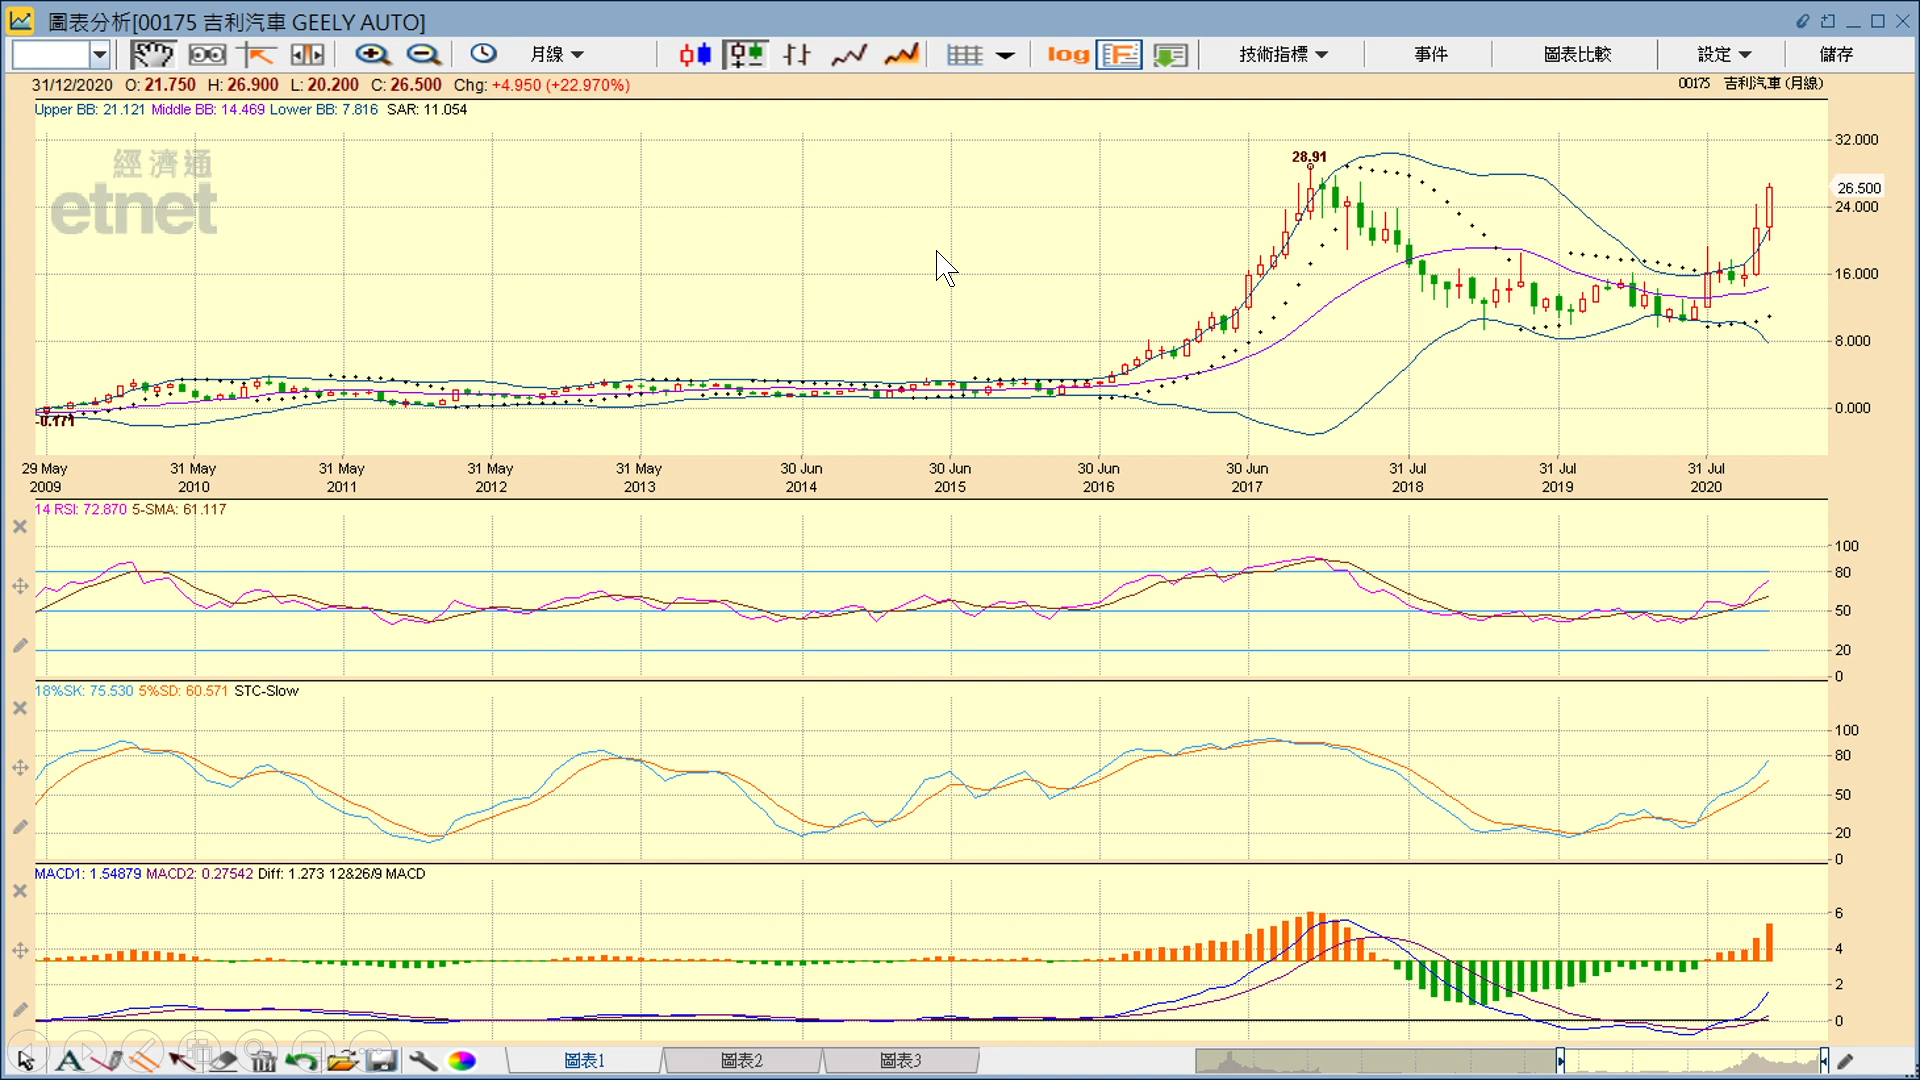 圖表分析[00175 吉利汽車 GEELY AUTO]
月線 log 技術指標 事件 圖表比較 設定 儲存
31/12/2020 O: 21.750 H: 26.900 L: 20.200 C: 26.500 Chg: +4.950 (+22.970%) 00175 吉利汽車 (月線)
Upper BB: 21.121 Middle BB: 14.469 Lower BB: 7.816 SAR: 11.054
經濟通
etnet
28.91
-0.171
32.000
26.500
24.000
16.000
8.000
0.000
29 May 31 May 31 May 31 May 31 May 30 Jun 30 Jun 30 Jun 30 Jun 31 Jul 31 Jul 31 Jul
2009 2010 2011 2012 2013 2014 2015 2016 2017 2018 2019 2020
14 RSI: 72.870 5-SMA: 61.117
100
80
50
20
0
18%SK: 75.530 5%SD: 60.571 STC-Slow
100
80
50
20
0
MACD1: 1.54879 MACD2: 0.27542 Diff: 1.273 12&26/9 MACD
6
4
2
0
A 圖表1 圖表2 圖表3